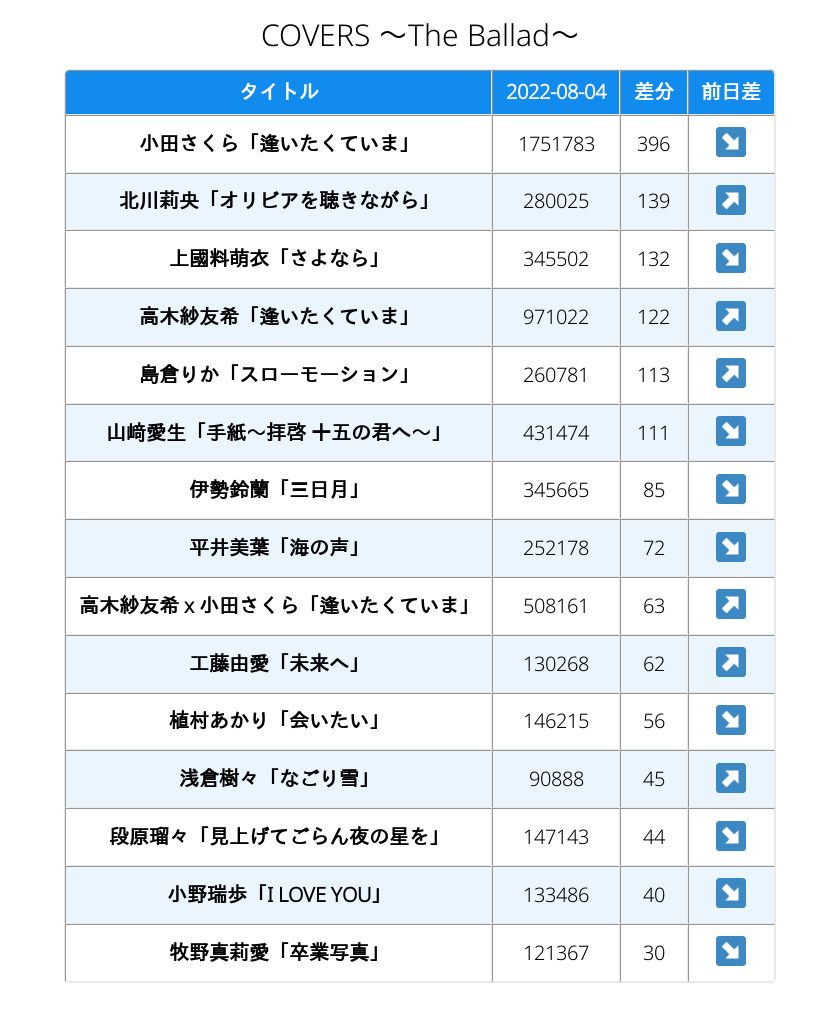 COVERS ～The Ballad～
タイトル 2022-08-04 差分 前日差
小田さくら「逢いたくていま」 1751783 396 ↘
北川莉央「オリビアを聴きながら」 280025 139 ↗
上國料萌衣「さよなら」 345502 132 ↘
高木紗友希「逢いたくていま」 971022 122 ↗
島倉りか「スローモーション」 260781 113 ↗
山﨑愛生「手紙～拝啓 十五の君へ～」 431474 111 ↘
伊勢鈴蘭「三日月」 345665 85 ↘
平井美葉「海の声」 252178 72 ↘
高木紗友希 x 小田さくら「逢いたくていま」 508161 63 ↗
工藤由愛「未来へ」 130268 62 ↗
植村あかり「会いたい」 146215 56 ↘
浅倉樹々「なごり雪」 90888 45 ↗
段原瑠々「見上げてごらん夜の星を」 147143 44 ↘
小野瑞歩「I LOVE YOU」 133486 40 ↘
牧野真莉愛「卒業写真」 121367 30 ↘